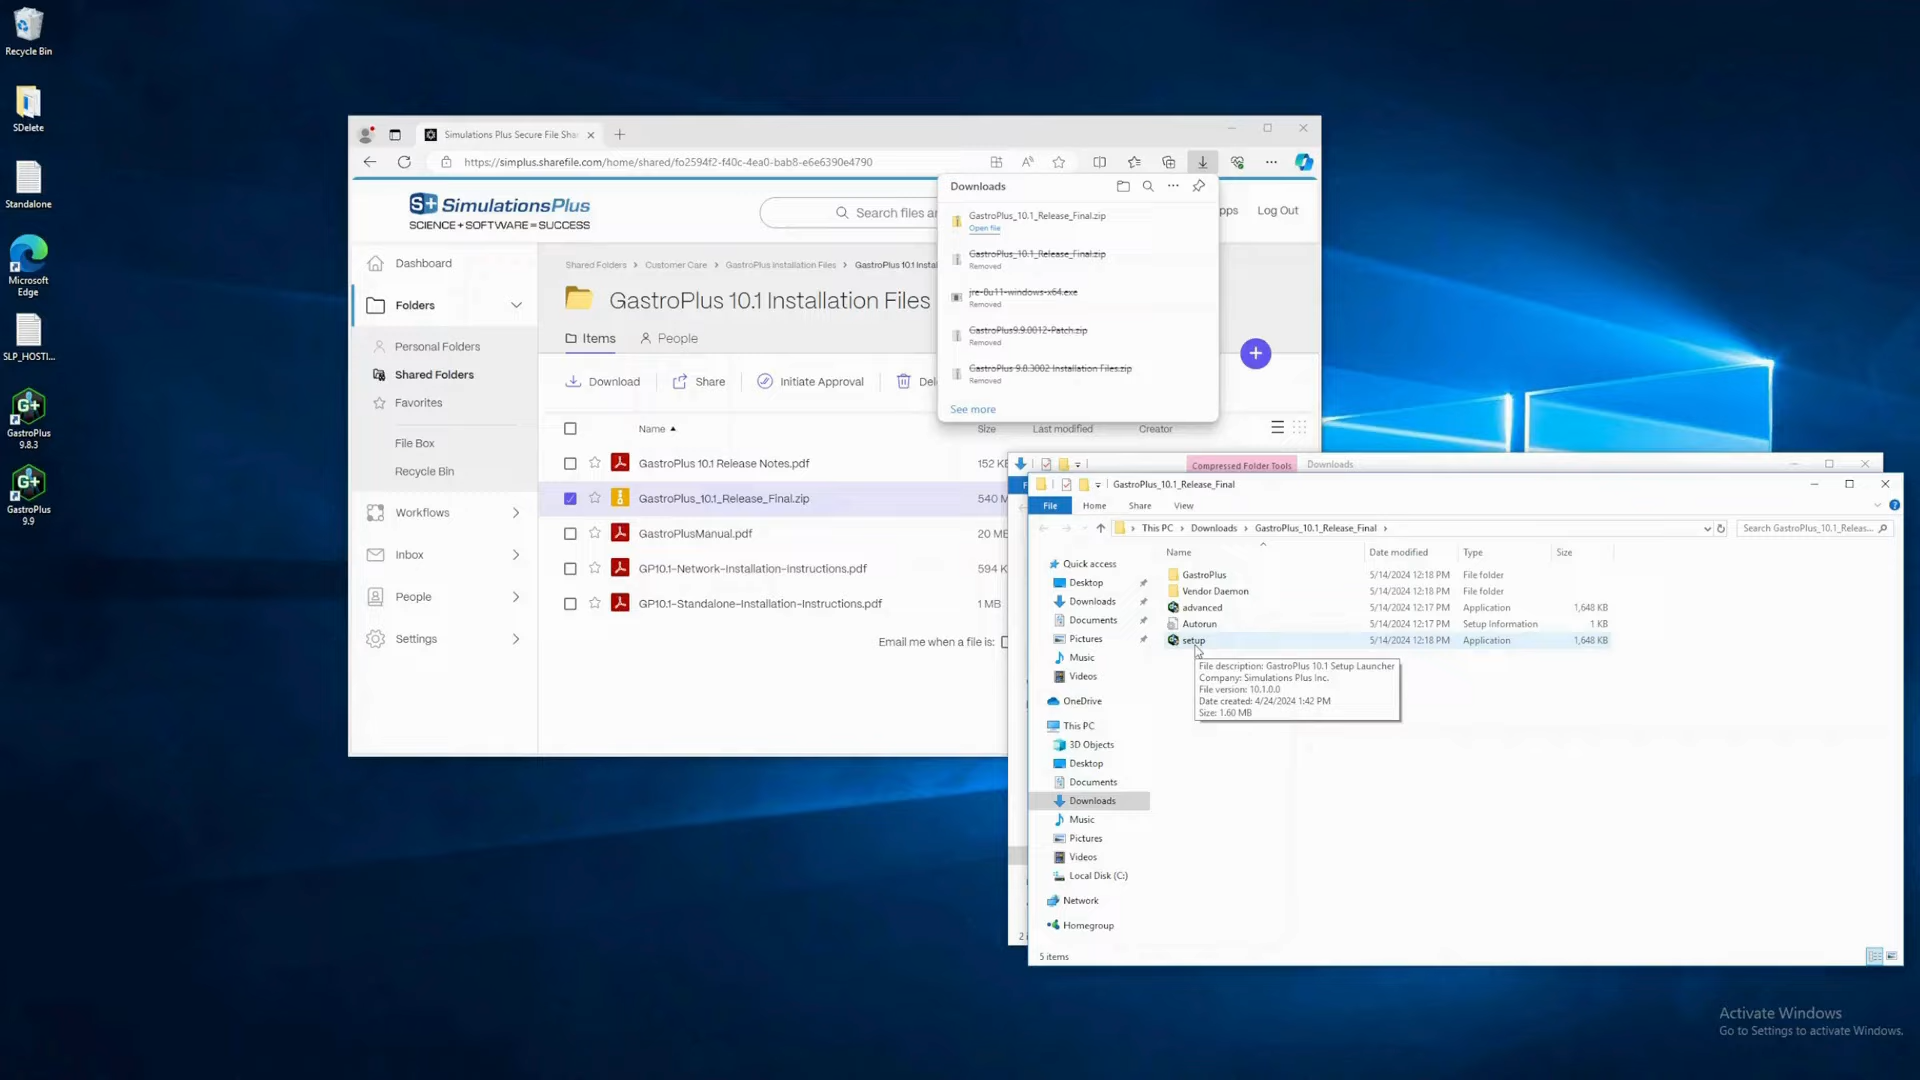 Recycle Bin
SDelete
Standalone
Microsoft
Edge
SLP_HOSTI...
GastroPlus
9.8.3
GastroPlus
9.9
Simulations Plus Secure File Sha
https://simplus.sharefile.com/home/shared/fo2594f2-f40c-4ea0-bab8-e6e6390e4790
S+ SimulationsPlus
SCIENCE + SOFTWARE = SUCCESS
Search files a
pps
Log Out
Dashboard
Folders
Personal Folders
Shared Folders
Favorites
File Box
Recycle Bin
Workflows
Inbox
People
Settings
Shared Folders > Customer Care > GastroPlus Installation Files > GastroPlus 10.1 Instal
GastroPlus 10.1 Installation Files
Items
People
Download
Share
Initiate Approval
Del
Name
Size
Last modified
Creator
GastroPlus 10.1 Release Notes.pdf
152 K
GastroPlus_10.1_Release_Final.zip
540 M
GastroPlusManual.pdf
20 M
GP10.1-Network-Installation-Instructions.pdf
594 K
GP10.1-Standalone-Installation-Instructions.pdf
1 MB
Email me when a file is:
Downloads
GastroPlus_10.1_Release_Final.zip
Open file
GastroPlus_10.1_Release_Final.zip
Removed
jre-8u11-windows-x64.exe
Removed
GastroPlus9.9.0012-Patch.zip
Removed
GastroPlus 9.8.3002 Installation Files.zip
Removed
See more
Compressed Folder Tools
Downloads
GastroPlus_10.1_Release_Final
File
Home
Share
View
This PC > Downloads > GastroPlus_10.1_Release_Final >
Search GastroPlus_10.1_Releas...
Name
Date modified
Type
Size
GastroPlus
5/14/2024 12:18 PM
File folder
Vendor Daemon
5/14/2024 12:18 PM
File folder
advanced
5/14/2024 12:17 PM
Application
1,648 KB
Autorun
5/14/2024 12:17 PM
Setup Information
1 KB
setup
5/14/2024 12:18 PM
Application
1,648 KB
File description: GastroPlus 10.1 Setup Launcher
Company: Simulations Plus Inc.
File version: 10.1.0.0
Date created: 4/24/2024 1:42 PM
Size: 1.60 MB
Quick access
Desktop
Downloads
Documents
Pictures
Music
Videos
OneDrive
This PC
3D Objects
Desktop
Documents
Downloads
Music
Pictures
Videos
Local Disk (C:)
Network
Homegroup
5 items
Activate Windows
Go to Settings to activate Windows.